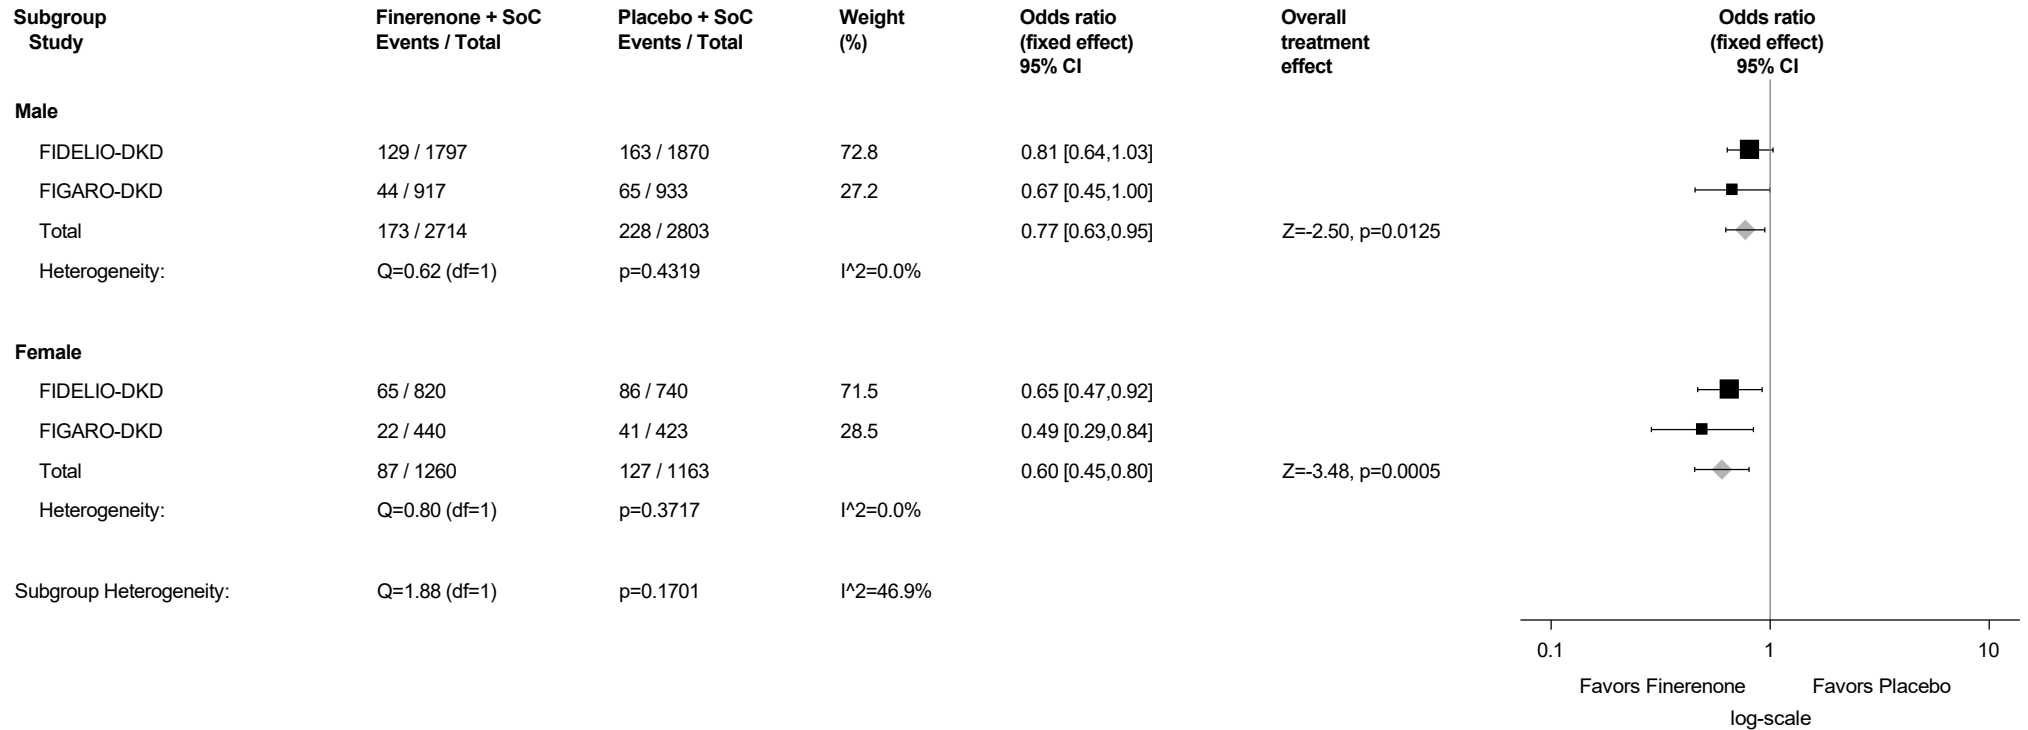 Subgroup Finerenone + SoC Placebo + SoC Weight Odds ratio Overall Odds ratio
Study Events / Total Events / Total (%) (fixed effect) treatment (fixed effect)
95% CI effect 95% CI
Male
FIDELIO-DKD 129 / 1797 163 / 1870 72.8 0.81 [0.64,1.03]
FIGARO-DKD 44 / 917 65 / 933 27.2 0.67 [0.45,1.00]
Total 173 / 2714 228 / 2803 0.77 [0.63,0.95] Z=-2.50, p=0.0125
Heterogeneity: Q=0.62 (df=1) p=0.4319 I^2=0.0%
Female
FIDELIO-DKD 65 / 820 86 / 740 71.5 0.65 [0.47,0.92]
FIGARO-DKD 22 / 440 41 / 423 28.5 0.49 [0.29,0.84]
Total 87 / 1260 127 / 1163 0.60 [0.45,0.80] Z=-3.48, p=0.0005
Heterogeneity: Q=0.80 (df=1) p=0.3717 I^2=0.0%
Subgroup Heterogeneity: Q=1.88 (df=1) p=0.1701 I^2=46.9%
0.1 1 10
Favors Finerenone Favors Placebo
log-scale